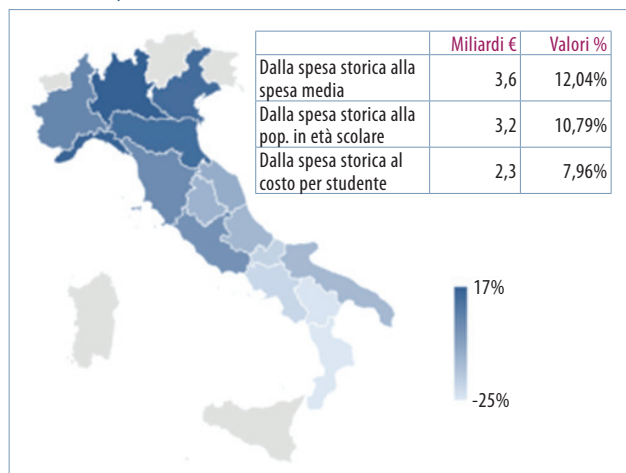 Miliardi € Valori %
Dalla spesa storica alla
spesa media 3,6 12,04%
Dalla spesa storica alla
pop. in età scolare 3,2 10,79%
Dalla spesa storica al
costo per studente 2,3 7,96%
17%
-25%